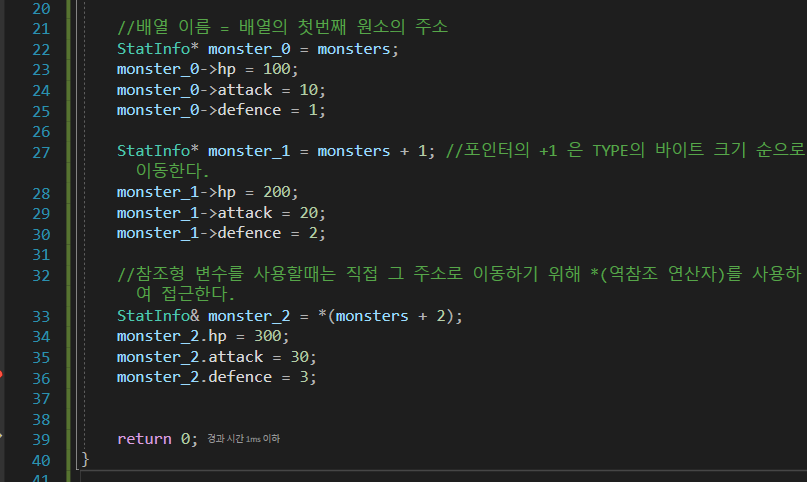 20
21 //배열 이름 = 배열의 첫번째 원소의 주소
22 StatInfo* monster_0 = monsters;
23 monster_0->hp = 100;
24 monster_0->attack = 10;
25 monster_0->defence = 1;
26
27 StatInfo* monster_1 = monsters + 1; //포인터의 +1 은 TYPE의 바이트 크기 순으로
이동한다.
28 monster_1->hp = 200;
29 monster_1->attack = 20;
30 monster_1->defence = 2;
31
32 //참조형 변수를 사용할때는 직접 그 주소로 이동하기 위해 *(역참조 연산자)를 사용하
여 접근한다.
33 StatInfo& monster_2 = *(monsters + 2);
34 monster_2.hp = 300;
35 monster_2.attack = 30;
36 monster_2.defence = 3;
37
38
39 return 0; 경과 시간 1ms 이하
40 }
41